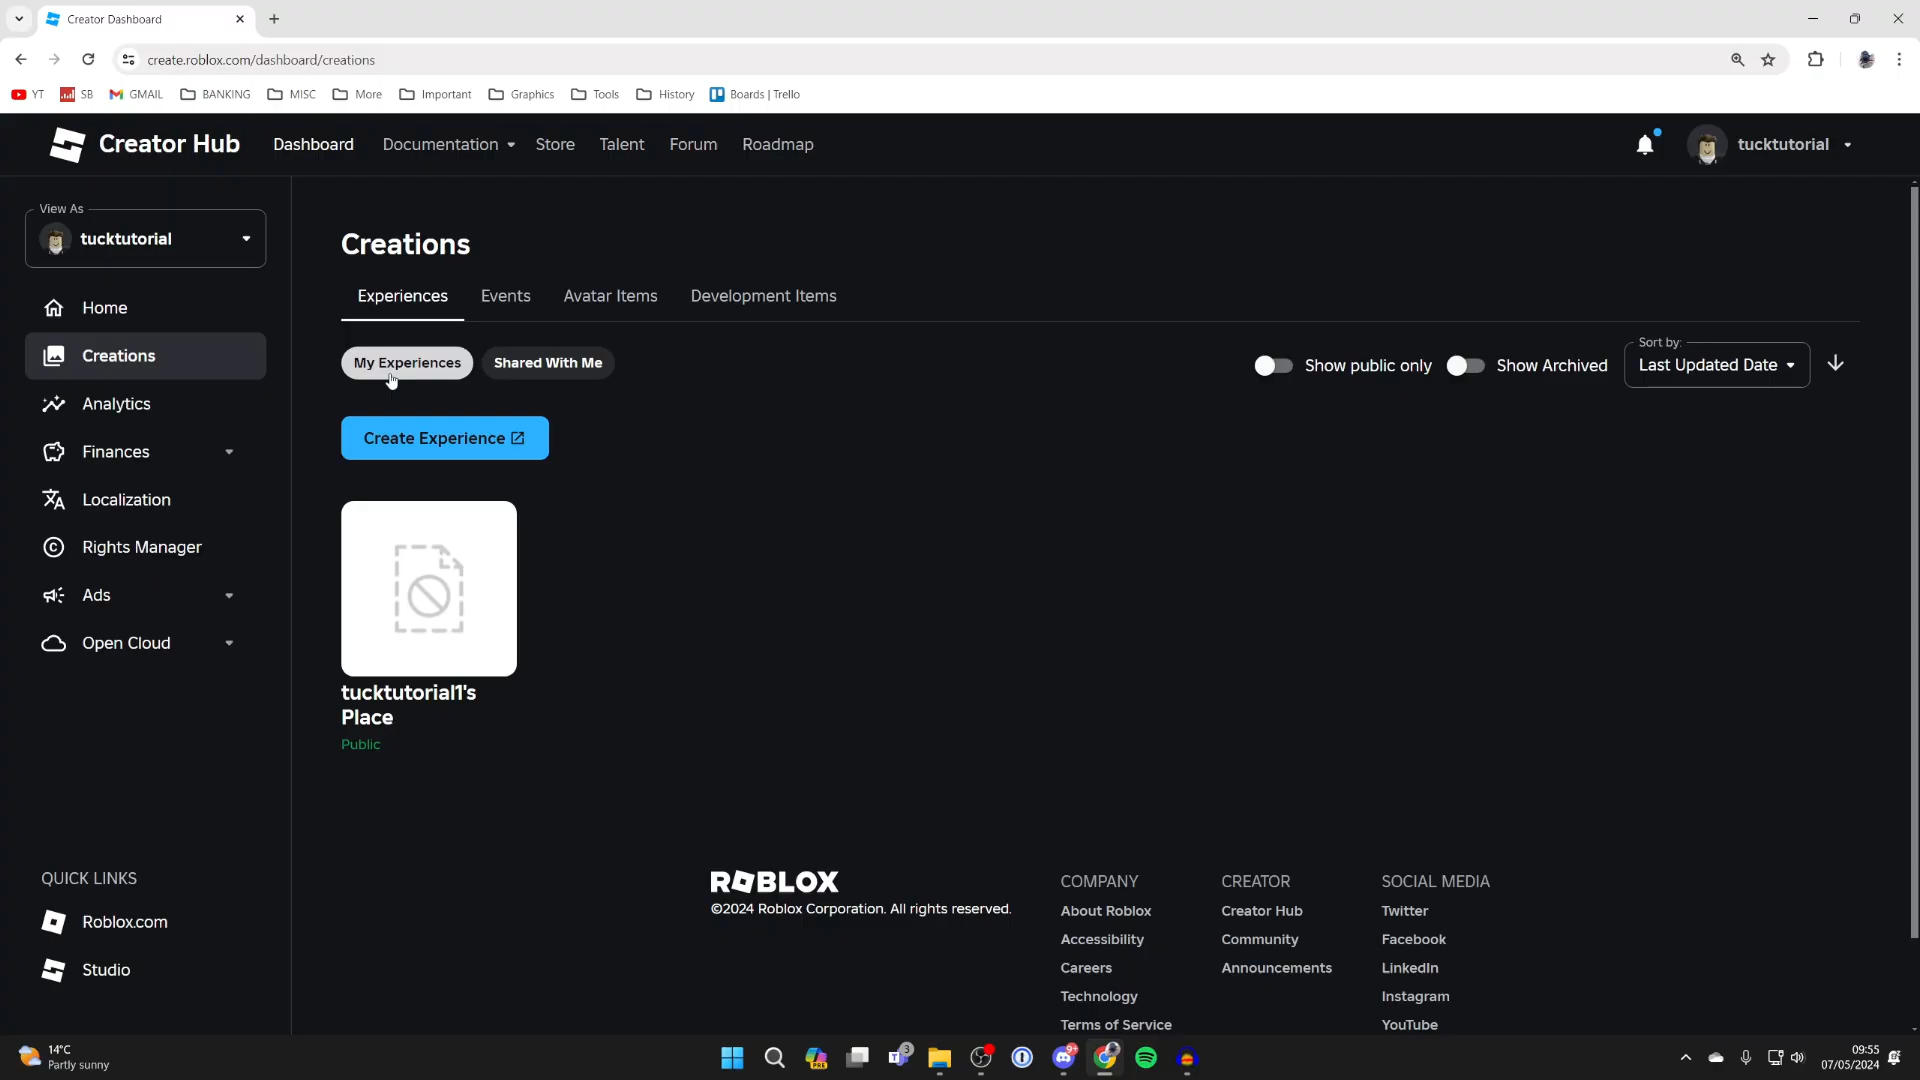 Creator Dashboard
create.roblox.com/dashboard/creations
YT
SB
GMAIL
BANKING
MISC
More
Important
Graphics
Tools
History
Boards | Trello
Creator Hub
Dashboard
Documentation
Store
Talent
Forum
Roadmap
tucktutorial
View As
tucktutorial
Home
Creations
Analytics
Finances
Localization
Rights Manager
Ads
Open Cloud
QUICK LINKS
Roblox.com
Studio
Creations
Experiences
Events
Avatar Items
Development Items
My Experiences
Shared With Me
Show public only
Show Archived
Sort by:
Last Updated Date
Create Experience
tucktutorial1's
Place
Public
ROBLOX
©2024 Roblox Corporation. All rights reserved.
COMPANY
About Roblox
Accessibility
Careers
Technology
Terms of Service
CREATOR
Creator Hub
Community
Announcements
SOCIAL MEDIA
Twitter
Facebook
LinkedIn
Instagram
YouTube
14°C
Partly sunny
PRE
3
9+
09:55
07/05/2024